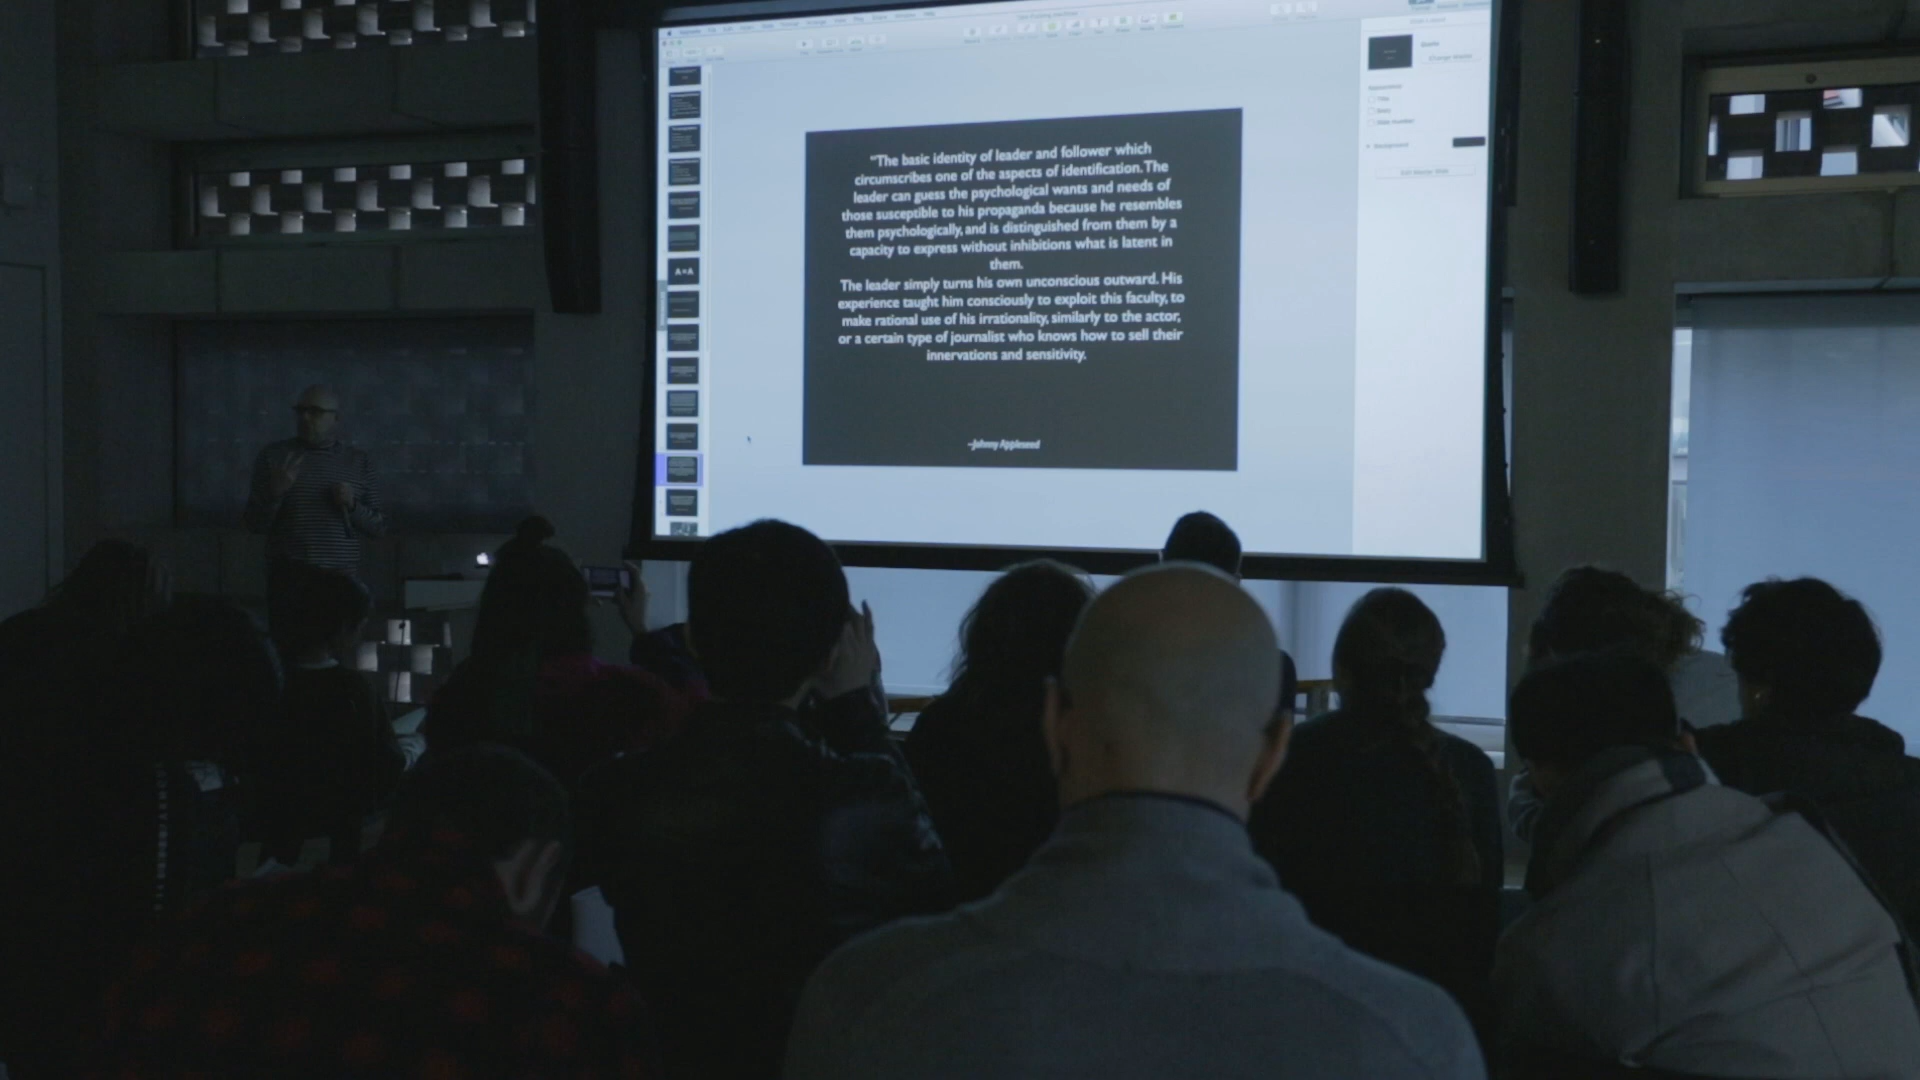 "The basic identity of leader and follower which
circumscribes one of the aspects of identification. The
leader can guess the psychological wants and needs of
those susceptible to his propaganda because he resembles
them psychologically, and is distinguished from them by a
capacity to express without inhibitions what is latent in
them.
The leader simply turns his own unconscious outward. His
experience taught him consciously to exploit this faculty, to
make rational use of his irrationality, similarly to the actor,
or a certain type of journalist who knows how to sell their
innervations and sensitivity.
–Johnny Appleseed
A+A
Edit Master Slide